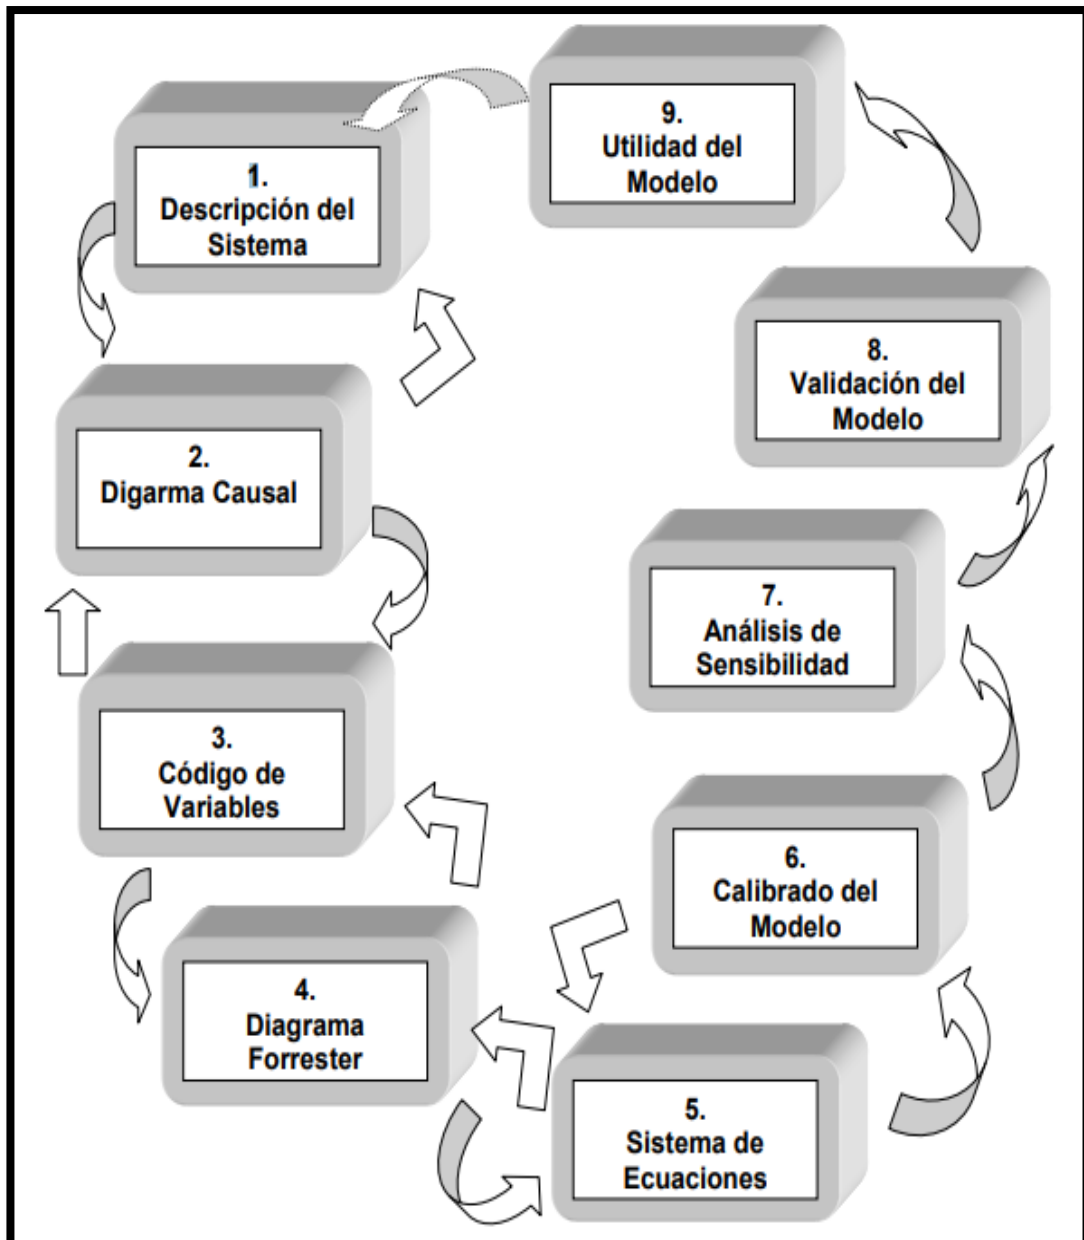 1.
Descripción del
Sistema
2.
Digarma Causal
3.
Código de
Variables
4.
Diagrama
Forrester
5.
Sistema de
Ecuaciones
6.
Calibrado del
Modelo
7.
Análisis de
Sensibilidad
8.
Validación del
Modelo
9.
Utilidad del
Modelo